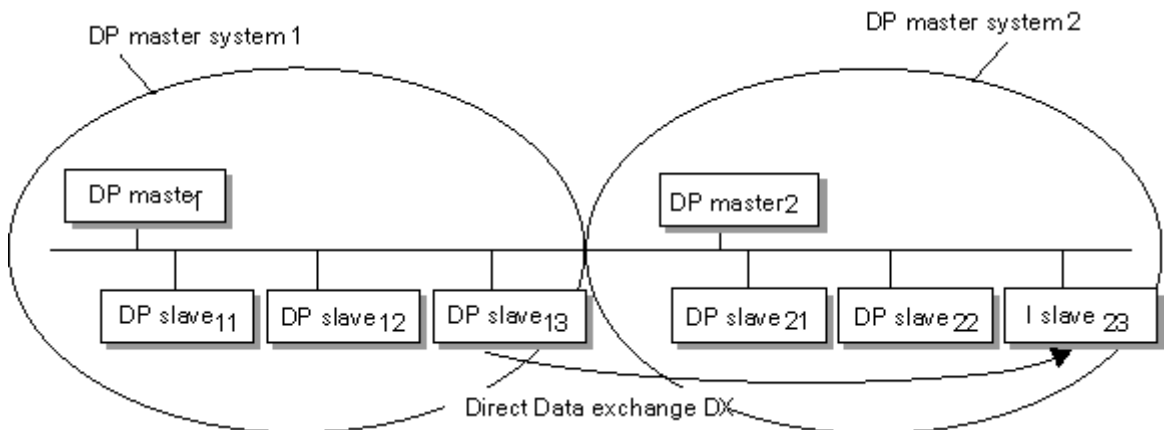 DP master system 1
DP master system 2
DP master1
DP master2
DP slave11
DP slave12
DP slave13
DP slave21
DP slave22
I slave 23
Direct Data exchange DX